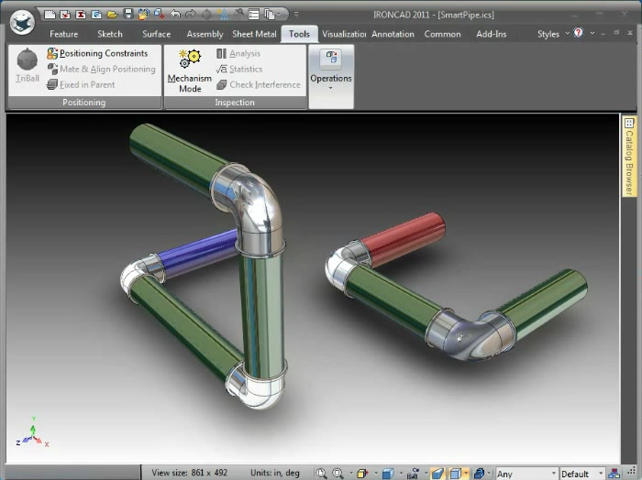 IRONCAD 2011 - [SmartPipe.ics]
Feature Sketch Surface Assembly Sheet Metal Tools Visualizatio Annotation Common Add-Ins Styles
Positioning Constraints
Mate & Align Positioning
Fixed in Parent
TriBall
Positioning
Mechanism
Mode
Analysis
Statistics
Check Interference
Inspection
Operations
Catalog Browser
Y
Z
X
View size: 861 x 492 Units: in, deg Any Default